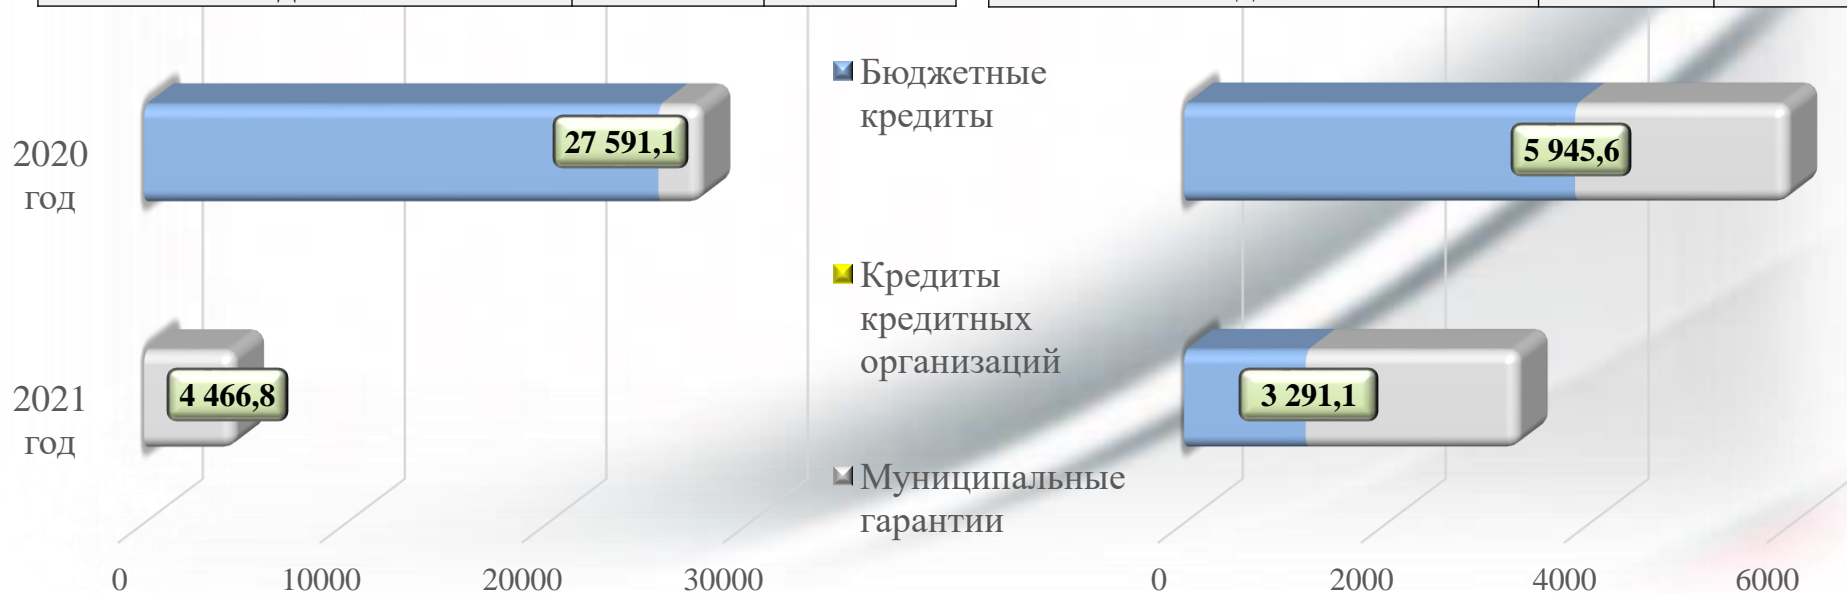 2020
год
27 591,1
2021
год
4 466,8
0
10000
20000
30000
Бюджетные
кредиты
Кредиты
кредитных
организаций
Муниципальные
гарантии
5 945,6
3 291,1
0
2000
4000
6000